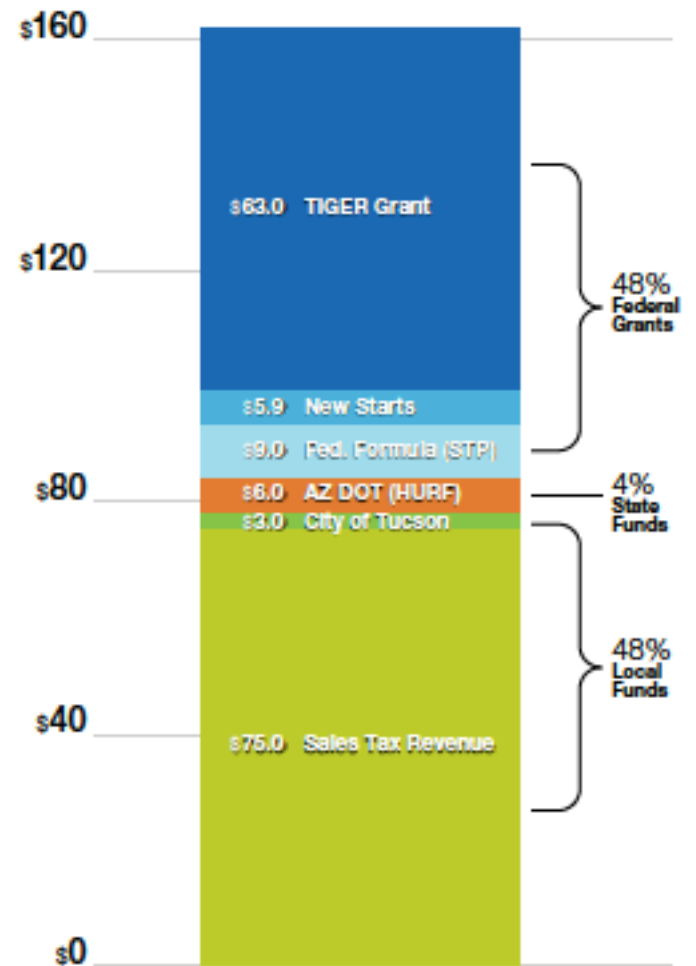 $160
$63.0 TIGER Grant
$120
48%
Federal
Grants
$5.9 New Starts
$9.0 Fed. Formula (STP)
$80
$6.0 AZ DOT (HURF)
4%
State
Funds
$3.0 City of Tucson
48%
Local
Funds
$40
$75.0 Sales Tax Revenue
$0